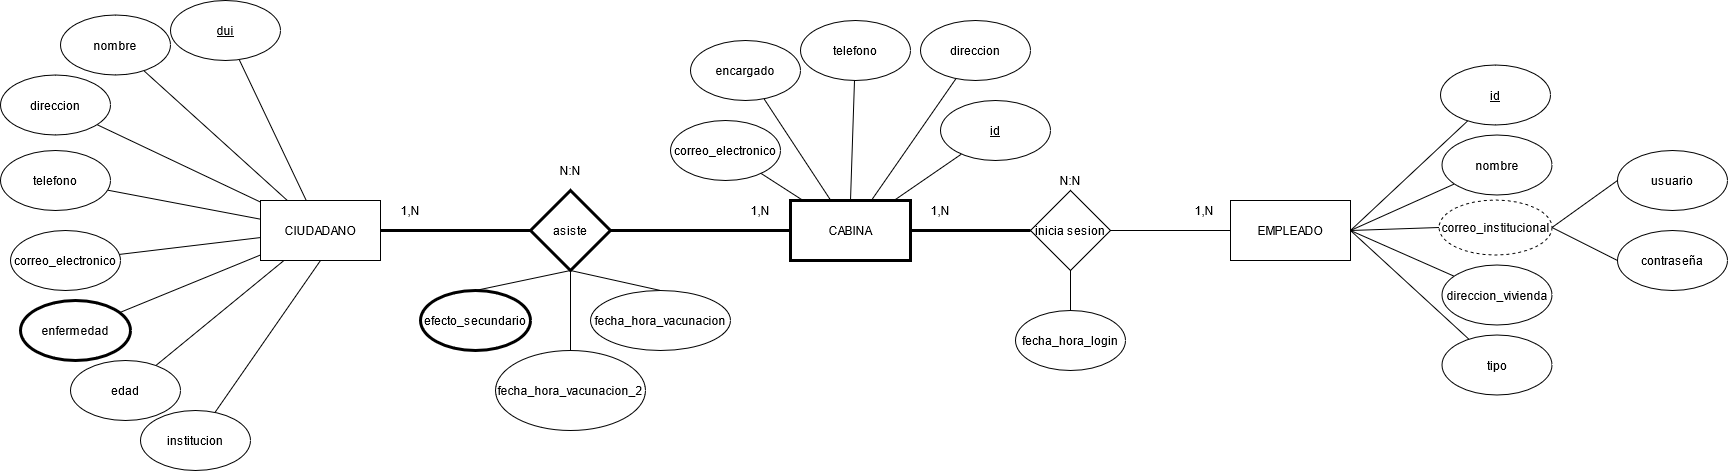 dui
nombre
direccion
telefono
correo_electronico
enfermedad
edad
institucion
CIUDADANO
1,N
N:N
asiste
efecto_secundario
fecha_hora_vacunacion
fecha_hora_vacunacion_2
1,N
encargado
telefono
direccion
id
correo_electronico
CABINA
1,N
N:N
inicia sesion
fecha_hora_login
1,N
EMPLEADO
id
nombre
correo_institucional
usuario
contraseña
direccion_vivienda
tipo